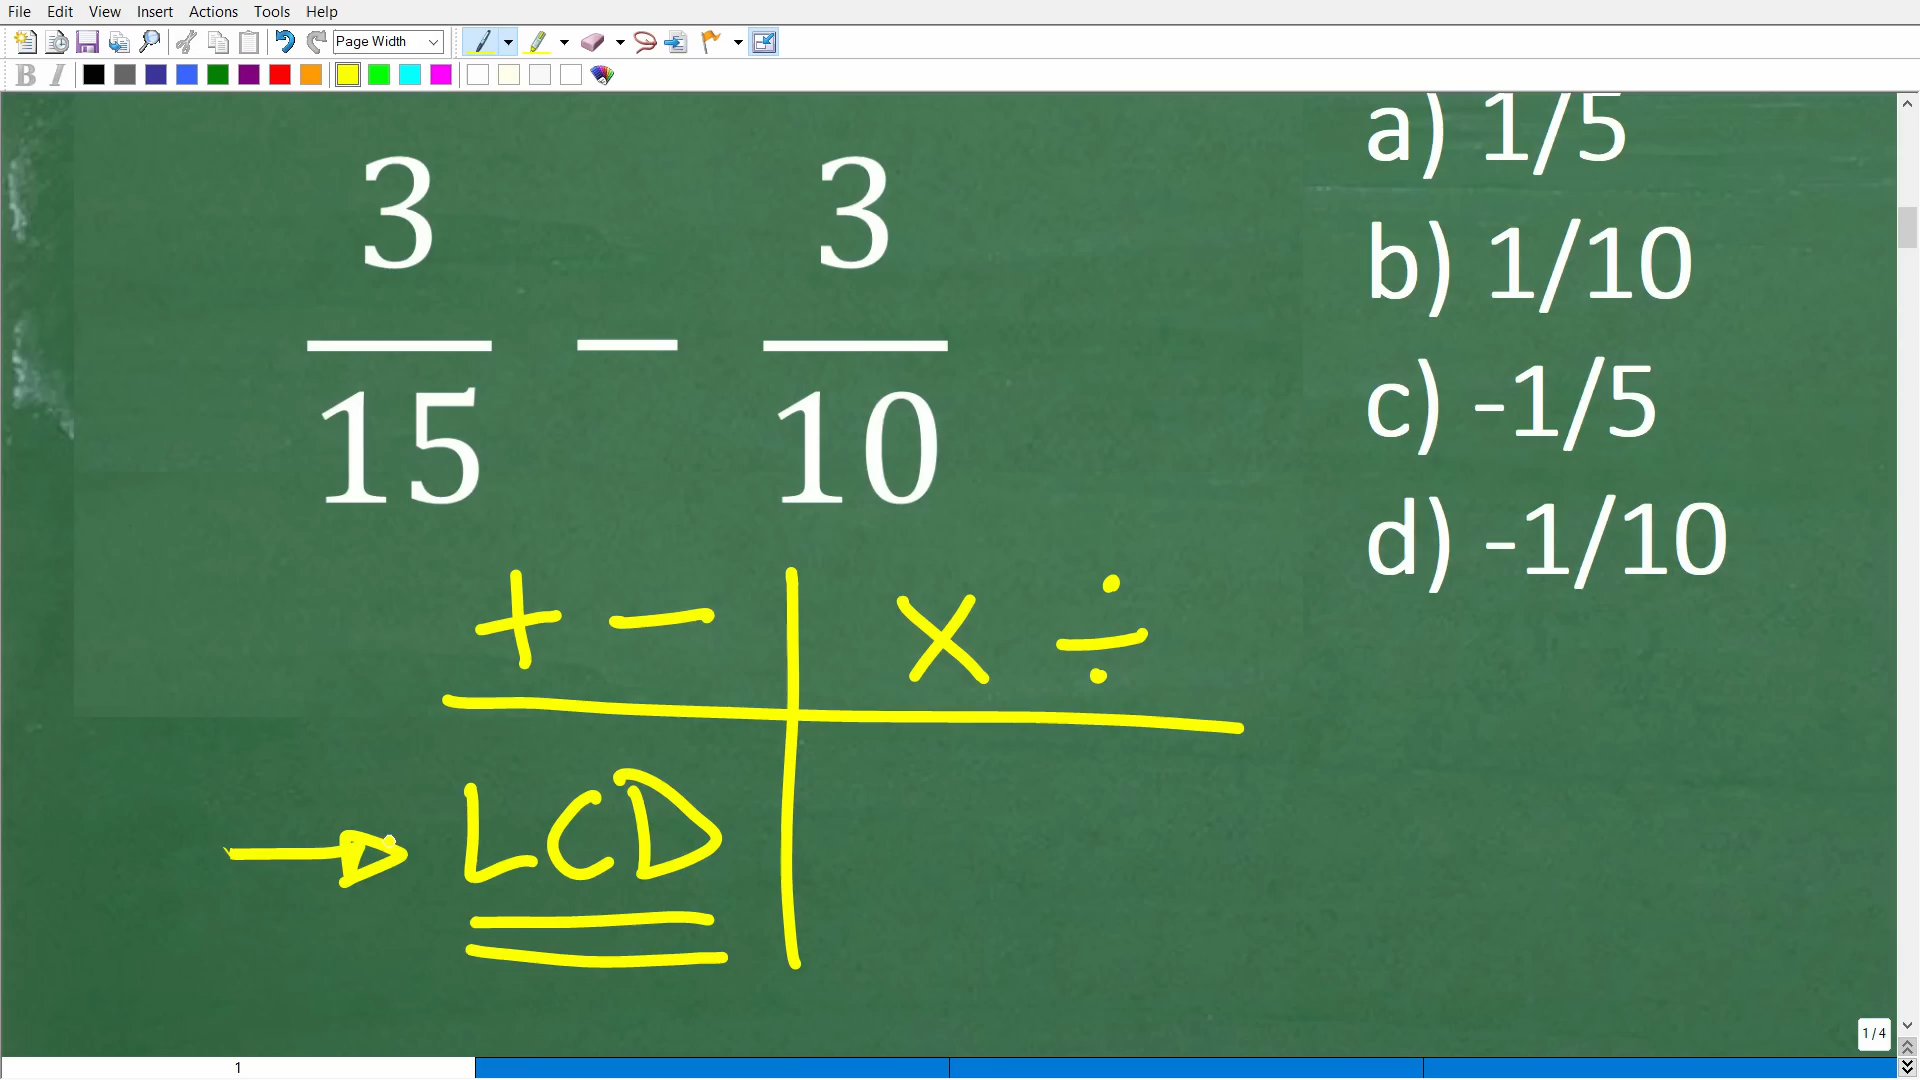 File Edit View Insert Actions Tools Help
Page Width
B I
3/15 − 3/10
a) 1/5
b) 1/10
c) -1/5
d) -1/10
+ − × ÷
LCD
1 / 4
1